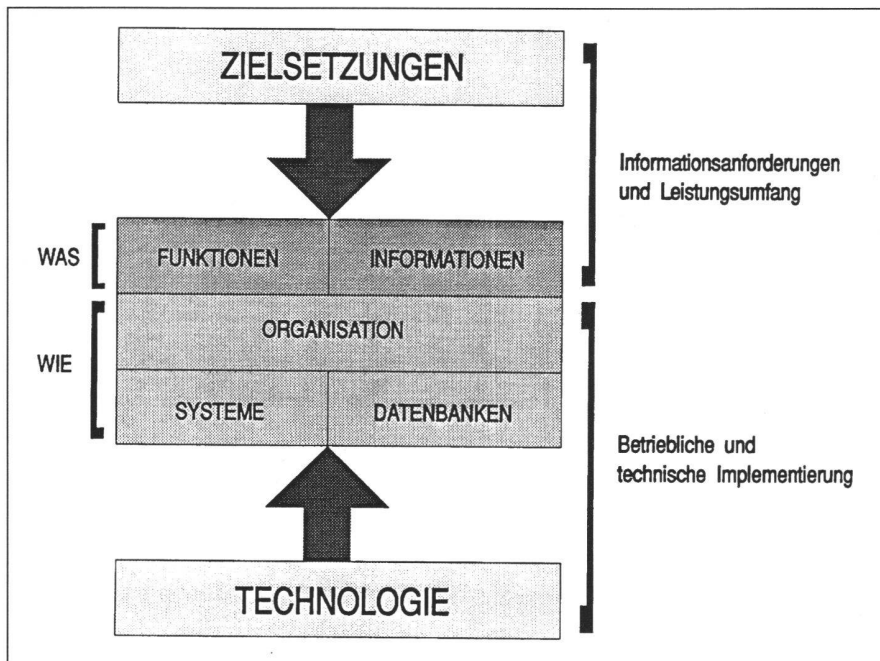 ZIELSETZUNGEN
Informationsanforderungen
und Leistungsumfang
WAS
FUNKTIONEN
INFORMATIONEN
ORGANISATION
WIE
SYSTEME
DATENBANKEN
Betriebliche und
technische Implementierung
TECHNOLOGIE